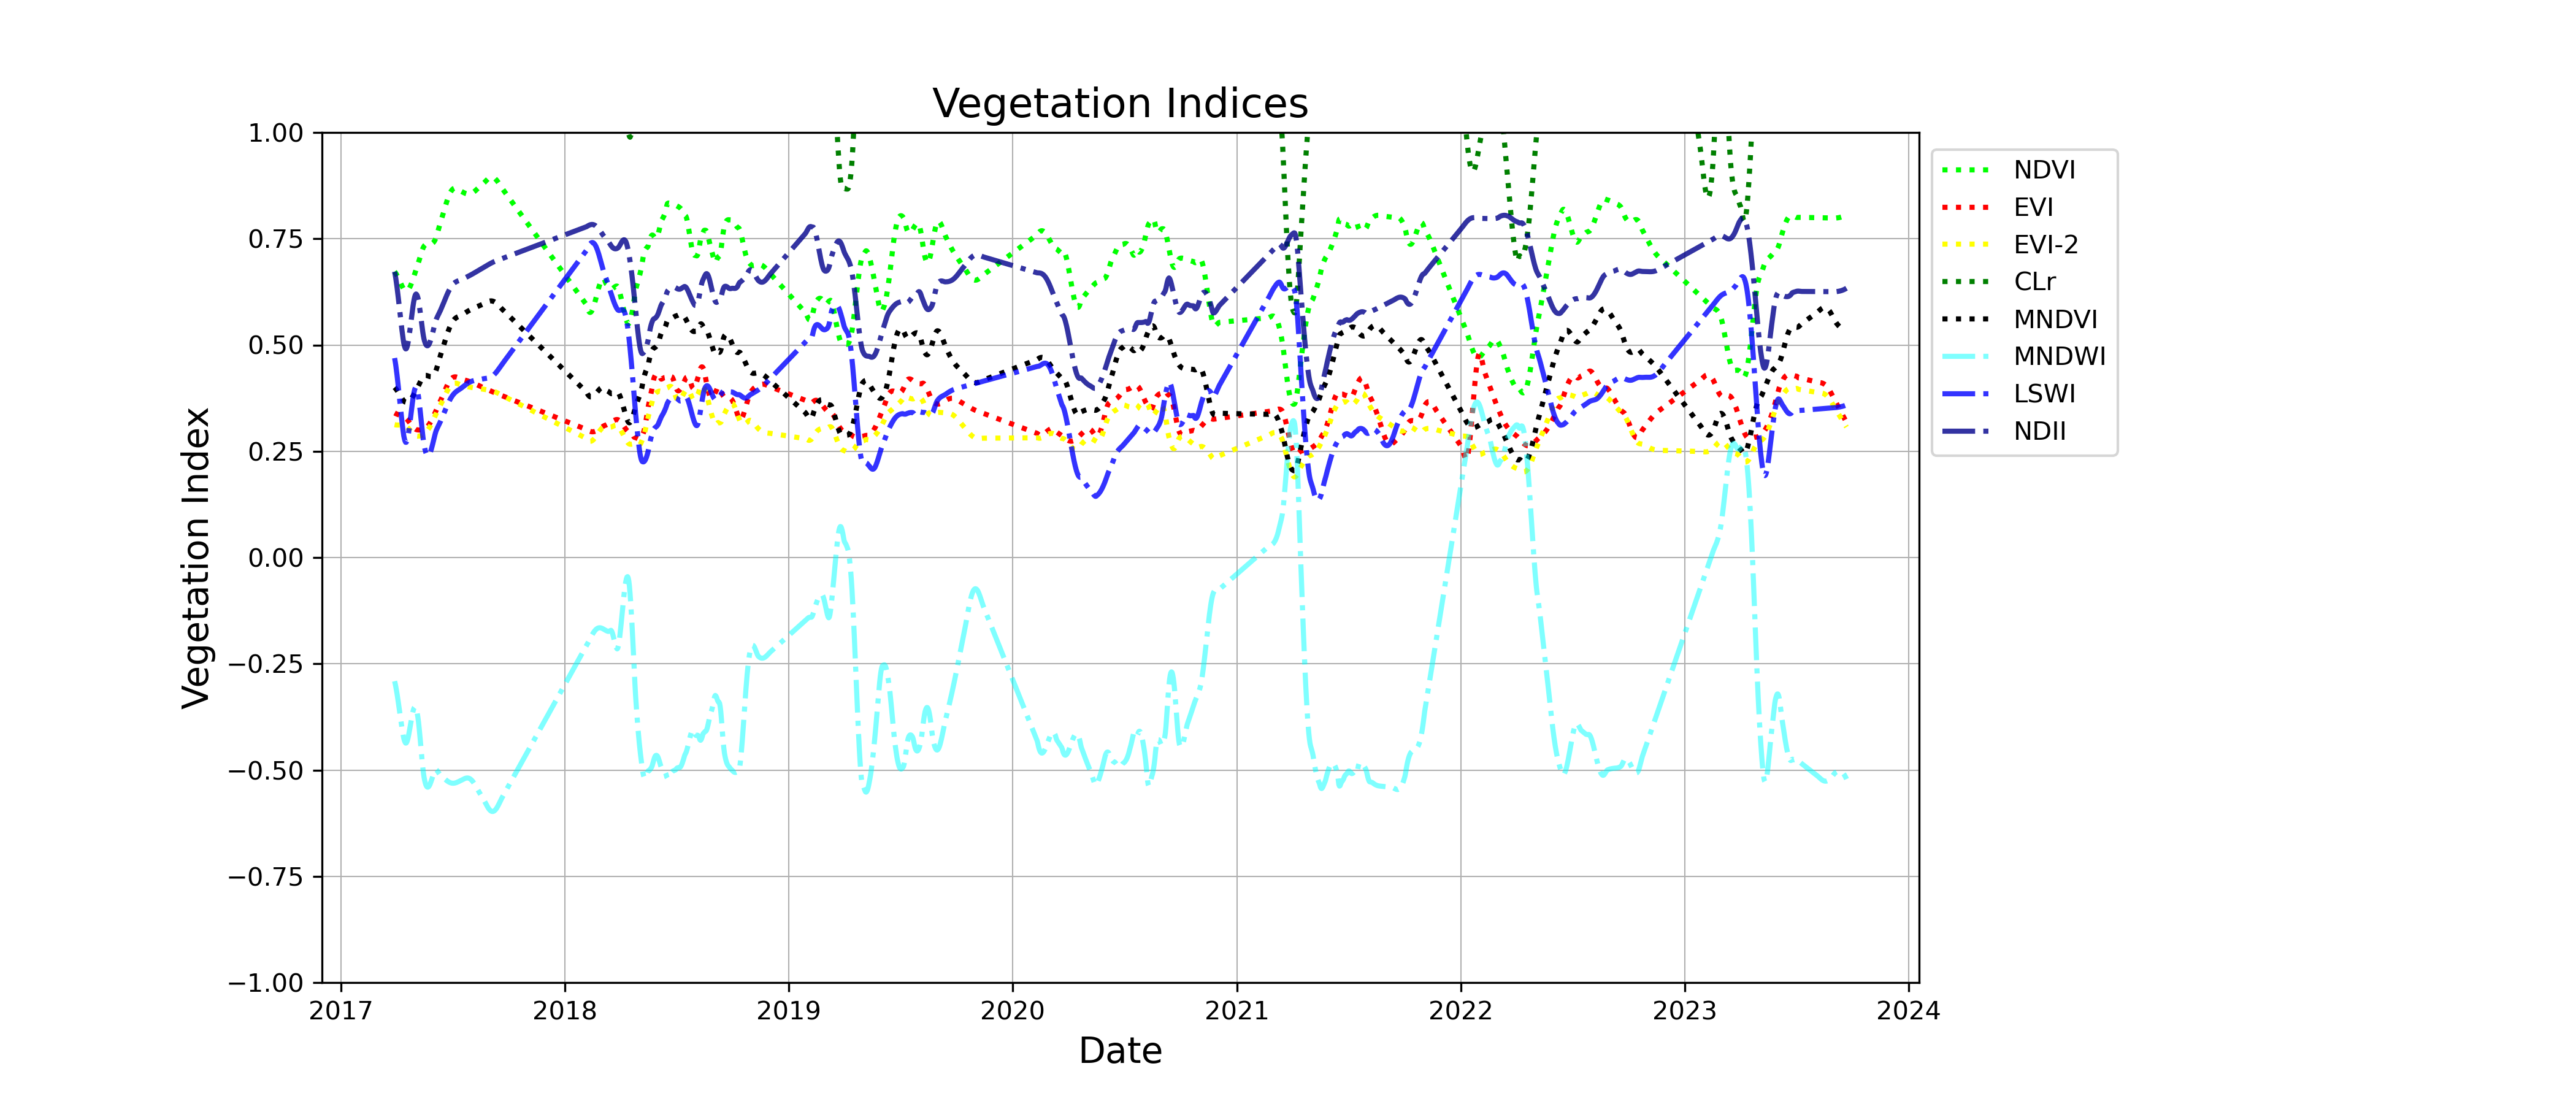 Vegetation Indices
Vegetation Index
1.00
0.75
0.50
0.25
0.00
−0.25
−0.50
−0.75
−1.00
2017
2018
2019
2020
2021
2022
2023
2024
Date
NDVI
EVI
EVI-2
CLr
MNDVI
MNDWI
LSWI
NDII